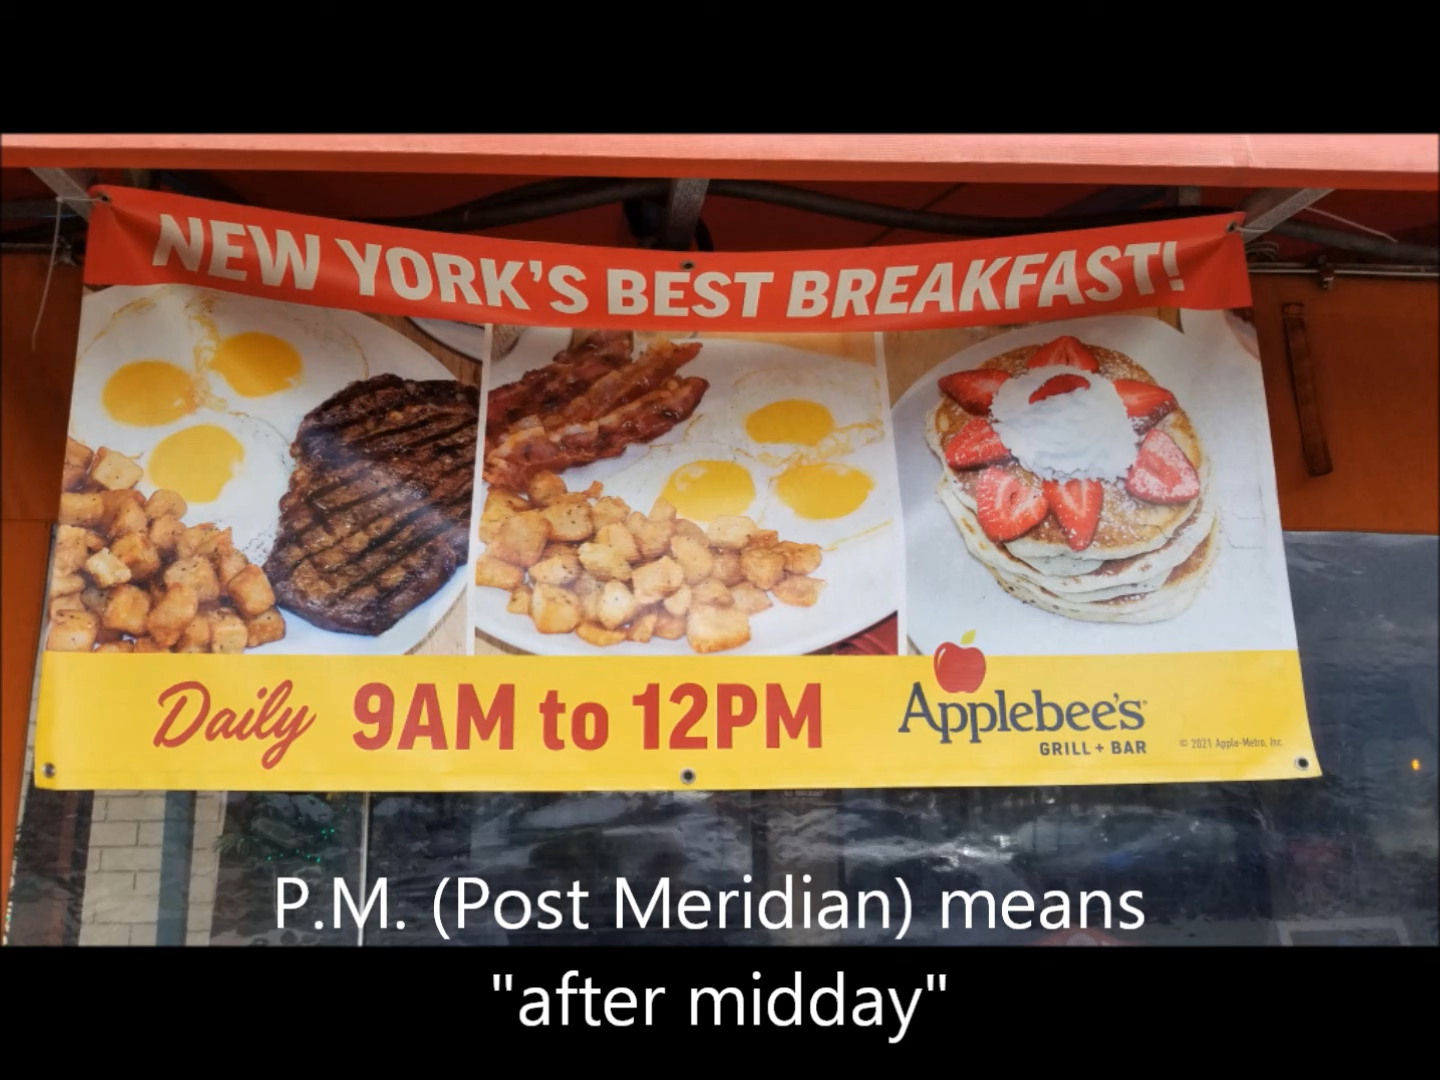 NEW YORK'S BEST BREAKFAST!
Daily 9AM to 12PM
Applebee's
GRILL + BAR
© 2021 Apple-Metro, Inc.
P.M. (Post Meridian) means
"after midday"